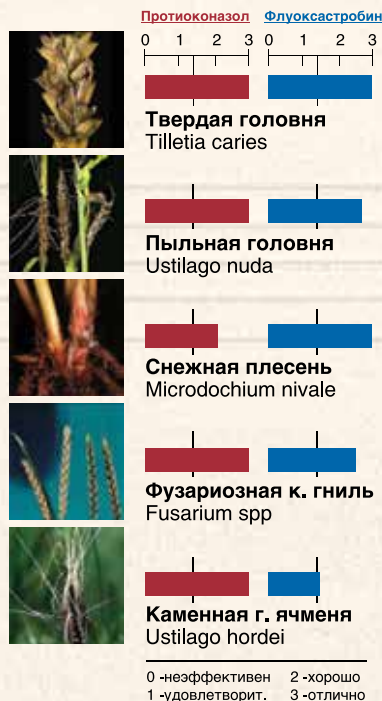 Протиоконазол Флуоксастробин
0 1 2 3 0 1 2 3
Твердая головня
Tilletia caries
Пыльная головня
Ustilago nuda
Снежная плесень
Microdochium nivale
Фузариозная к. гниль
Fusarium spp
Каменная г. ячменя
Ustilago hordei
0 -неэффективен 2 -хорошо
1 -удовлетворит. 3 -отлично